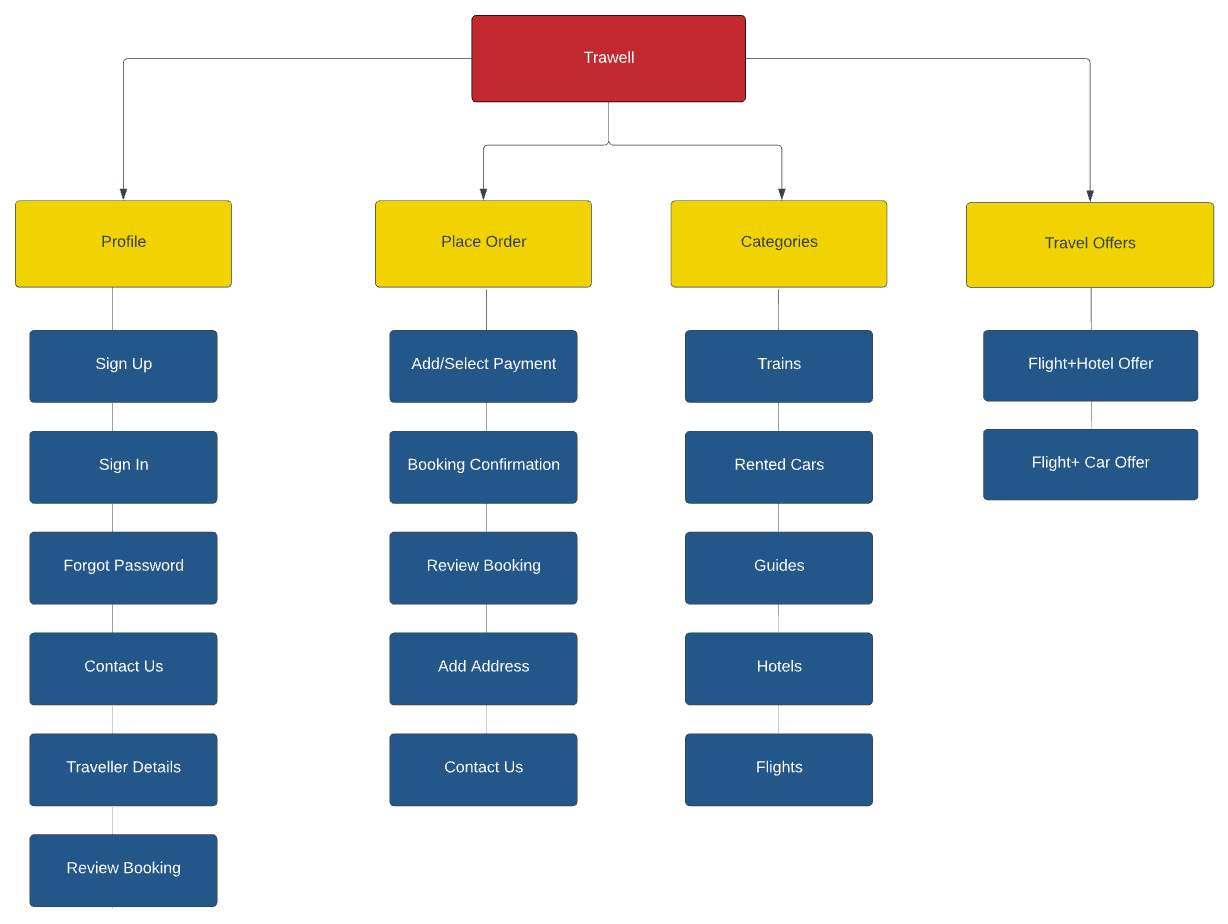 Trawell
Profile
Place Order
Categories
Travel Offers
Sign Up
Sign In
Forgot Password
Contact Us
Traveller Details
Review Booking
Add/Select Payment
Booking Confirmation
Review Booking
Add Address
Contact Us
Trains
Rented Cars
Guides
Hotels
Flights
Flight+Hotel Offer
Flight+ Car Offer